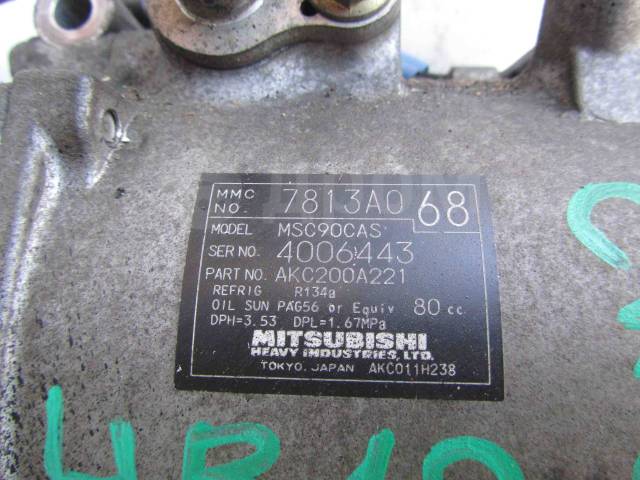 MMC NO. 7813A0 68
MODEL MSC90CAS
SER NO. 4006443
PART NO. AKC200A221
REFRIG R134a
OIL SUN PAG56 or Equiv 80 cc
DPH=3.53 DPL=1.67MPa
MITSUBISHI
HEAVY INDUSTRIES, LTD.
TOKYO, JAPAN AKC011H238